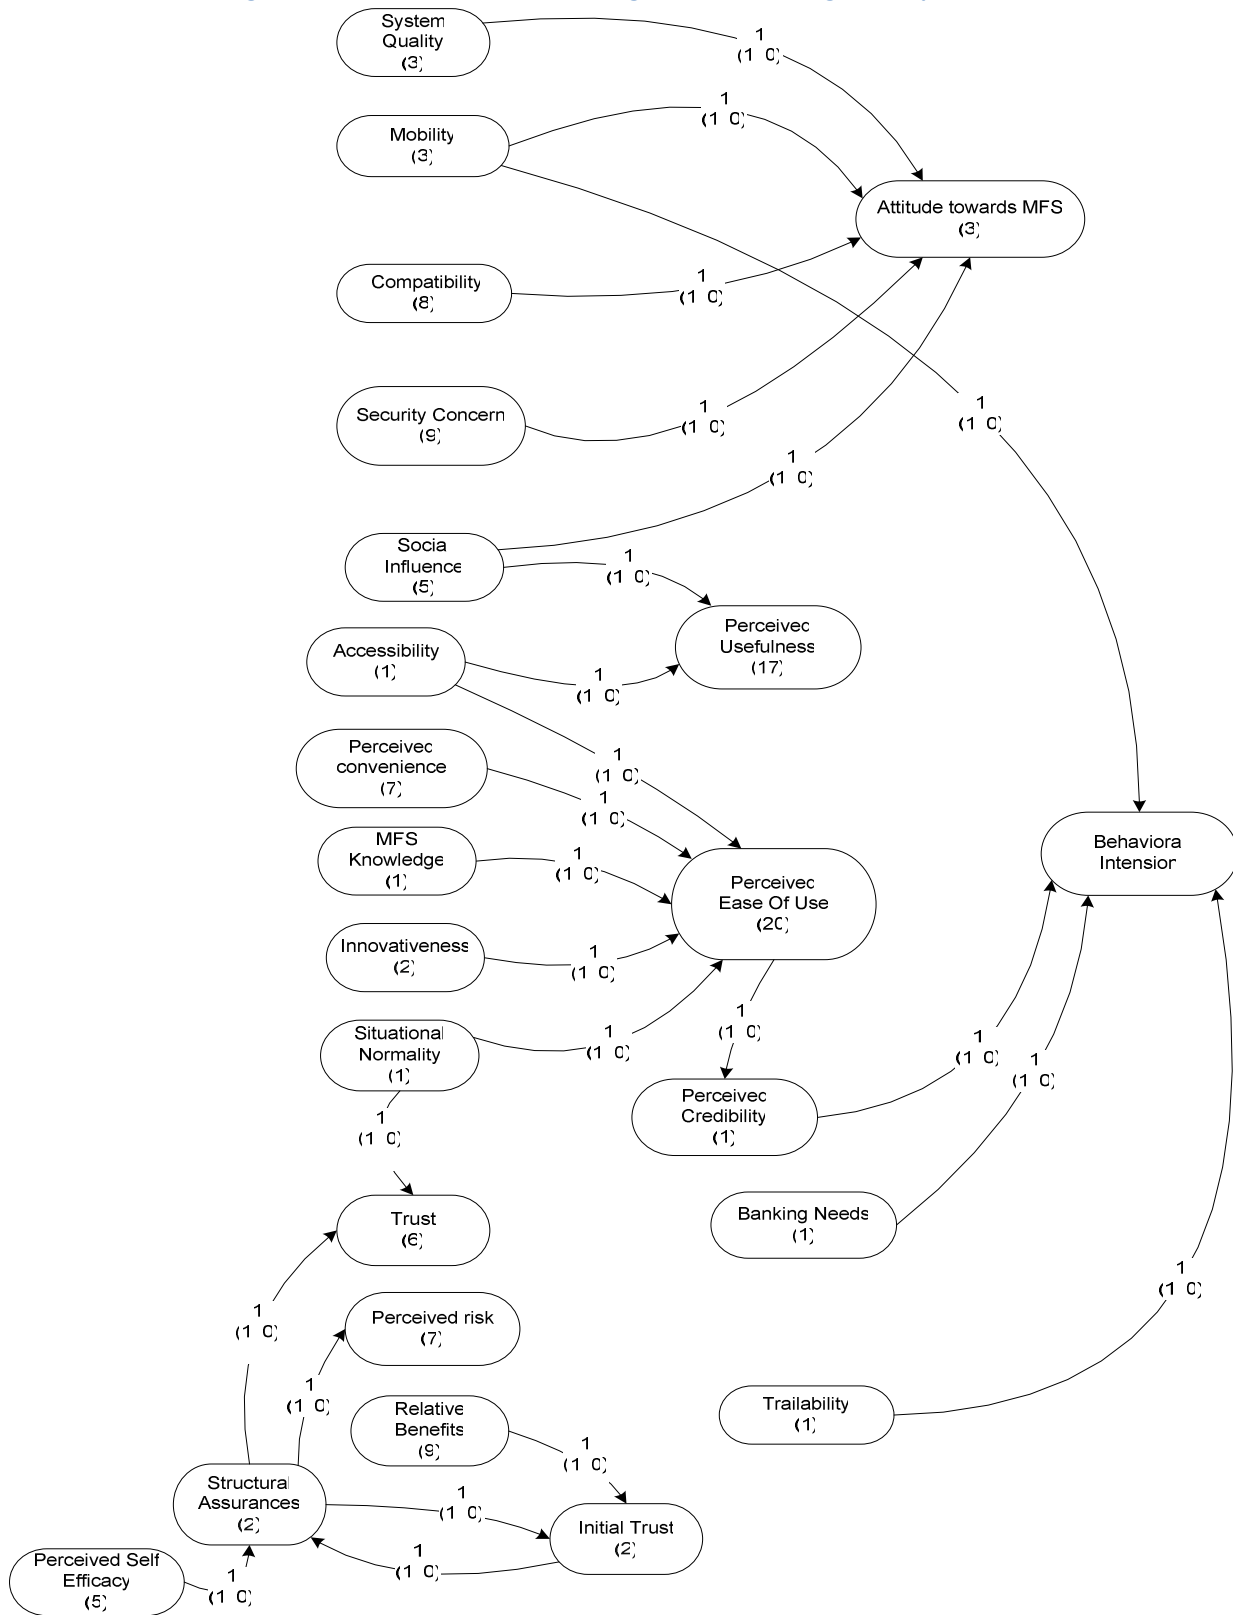 System
Quality
(3)
1
(1 0)
Mobility
(3)
1
(1 0)
Attitude towards MFS
(3)
Compatibility
(8)
1
(1 0)
Security Concern
(9)
1
(1 0)
1
(1 0)
1
(1 0)
Socia
Influence
(5)
1
(1 0)
Perceived
Usefulness
(17)
Accessibility
(1)
1
(1 0)
1
(1 0)
Perceived
convenience
(7)
1
(1 0)
MFS
Knowledge
(1)
1
(1 0)
Perceived
Ease Of Use
(20)
Behaviora
Intension
Innovativeness
(2)
1
(1 0)
Situational
Normality
(1)
1
(1 0)
1
(1 0)
1
(1 0)
1
(1 0)
Perceived
Credibility
(1)
1
(1 0)
Trust
(6)
Banking Needs
(1)
1
(1 0)
1
(1 0)
Perceived risk
(7)
1
(1 0)
Relative
Benefits
(9)
1
(1 0)
Trailability
(1)
Structural
Assurances
(2)
1
(1 0)
Initial Trust
(2)
1
(1 0)
Perceived Self
Efficacy
(5)
1
(1 0)